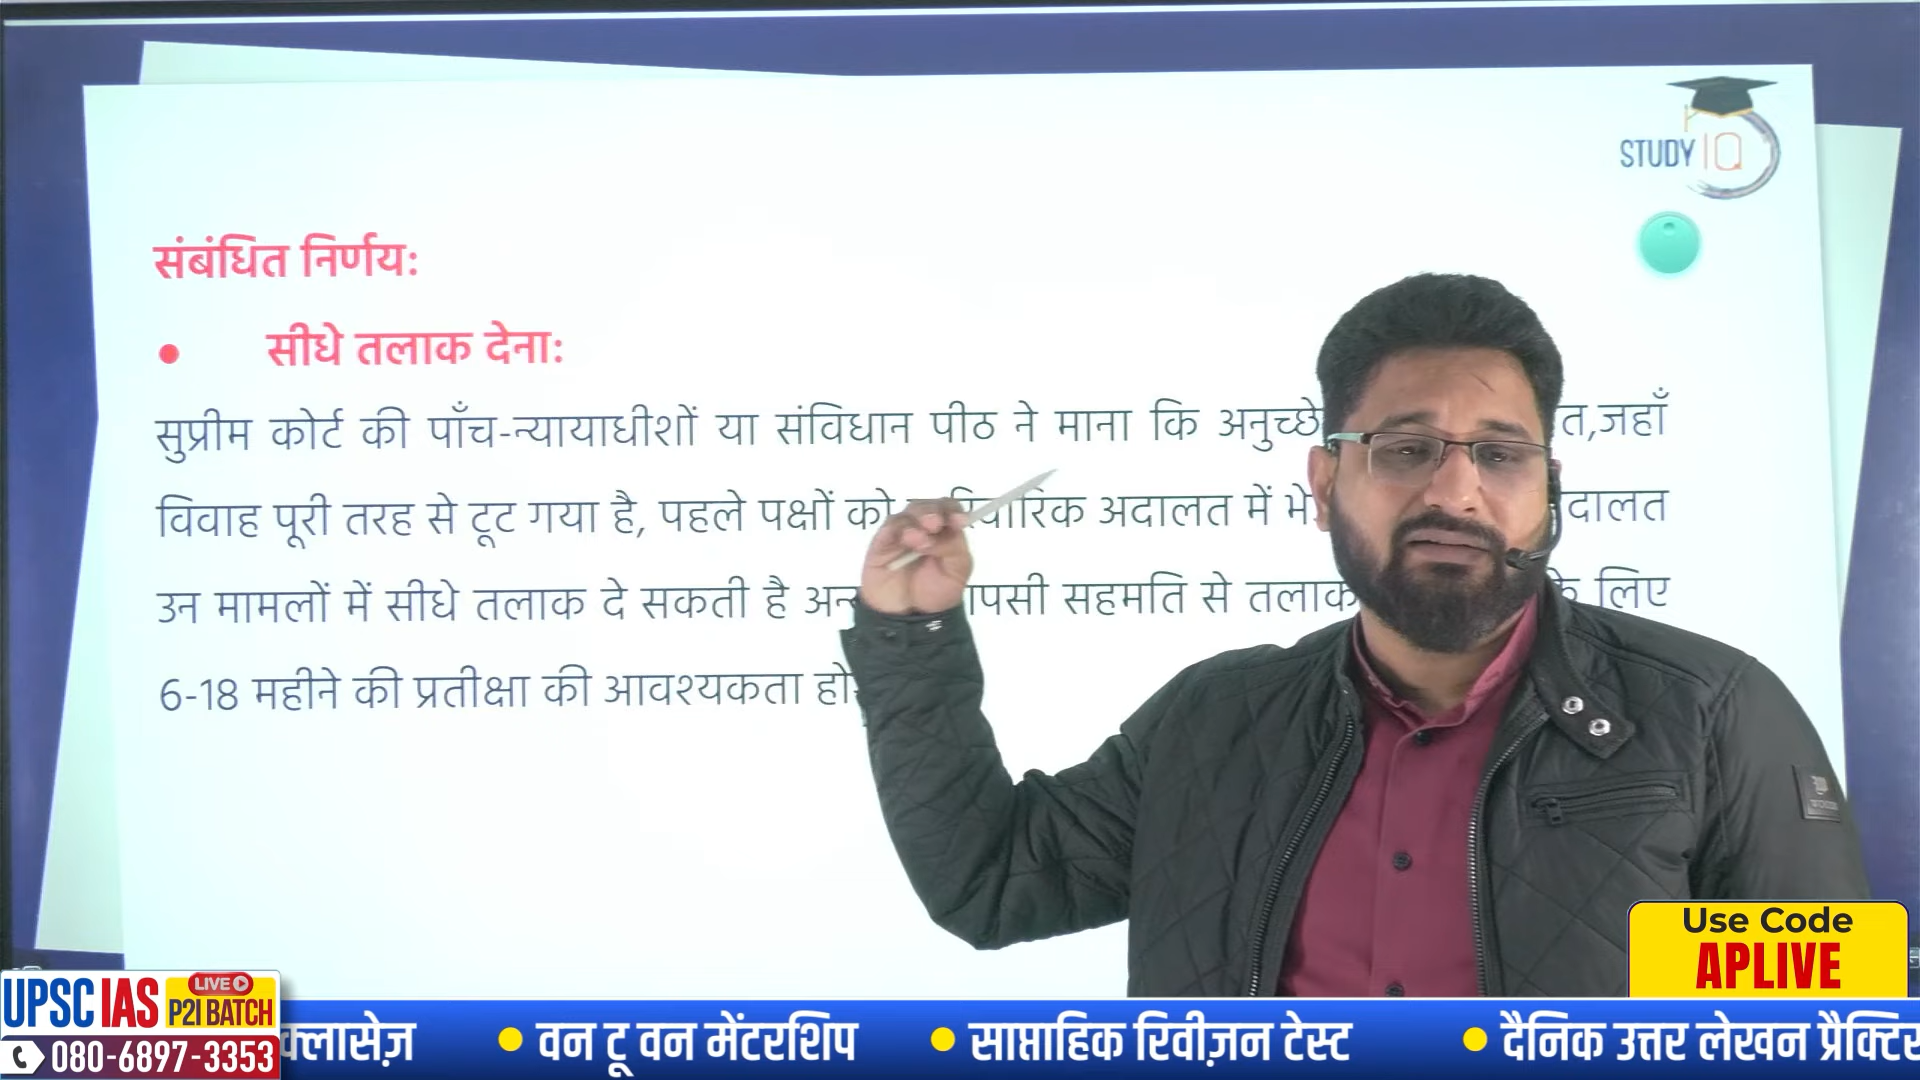 STUDY IQ
संबंधित निर्णय:
• सीधे तलाक देना:
सुप्रीम कोर्ट की पाँच-न्यायाधीशों या संविधान पीठ ने माना कि अनुच्छे त,जहाँ
विवाह पूरी तरह से टूट गया है, पहले पक्षों को अदालत में भे दालत
उन मामलों में सीधे तलाक दे सकती है अन पसी सहमति से तलाक के लिए
6-18 महीने की प्रतीक्षा की आवश्यकता हो
Use Code
APLIVE
UPSC IAS LIVE P2I BATCH
080-6897-3353
क्लासेज़ • वन टू वन मेंटरशिप • साप्ताहिक रिवीज़न टेस्ट • दैनिक उत्तर लेखन प्रैक्टिस